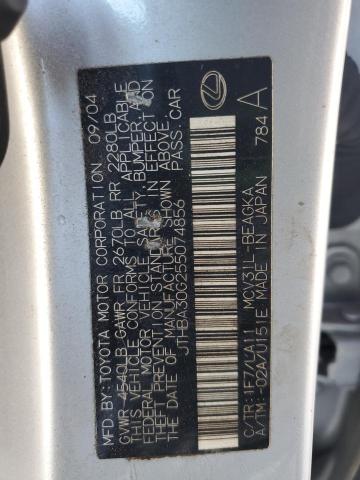 MFD. BY: TOYOTA MOTOR CORPORATION 09/04
GVWR 4540LB GAWR FR 2670LB RR 2280LB
THIS VEHICLE CONFORMS TO ALL APPLICABLE
FEDERAL MOTOR VEHICLE SAFETY, BUMPER, AND
THEFT PREVENTION STANDARDS IN EFFECT ON
THE DATE OF MANUFACTURE SHOWN ABOVE.
JTHBA30G255074856 PASS. CAR
C/TR: 1F7/LA11 MCV31L-BEAGKA
A/TM: -02A/U151E MADE IN JAPAN 784 A